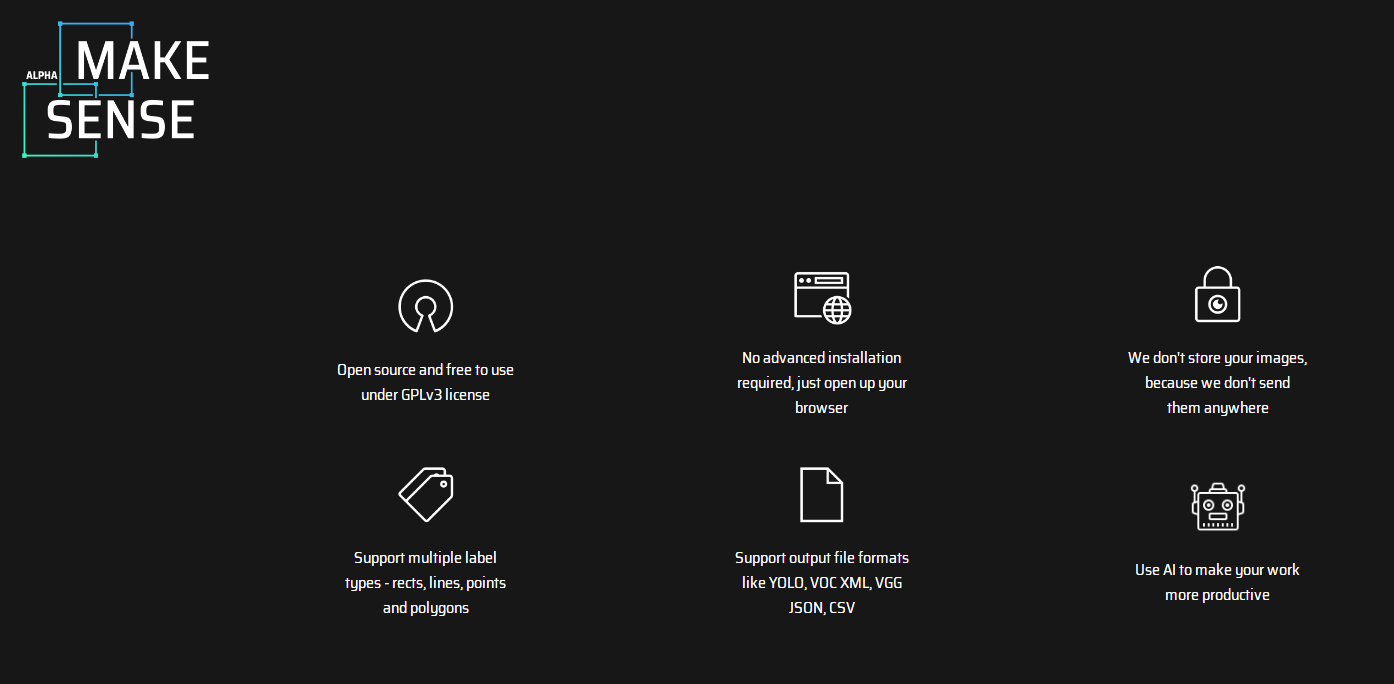 ALPHA
MAKE
SENSE
Open source and free to use
under GPLv3 license
No advanced installation
required, just open up your
browser
We don't store your images,
because we don't send
them anywhere
Support multiple label
types - rects, lines, points
and polygons
Support output file formats
like YOLO, VOC XML, VGG
JSON, CSV
Use AI to make your work
more productive